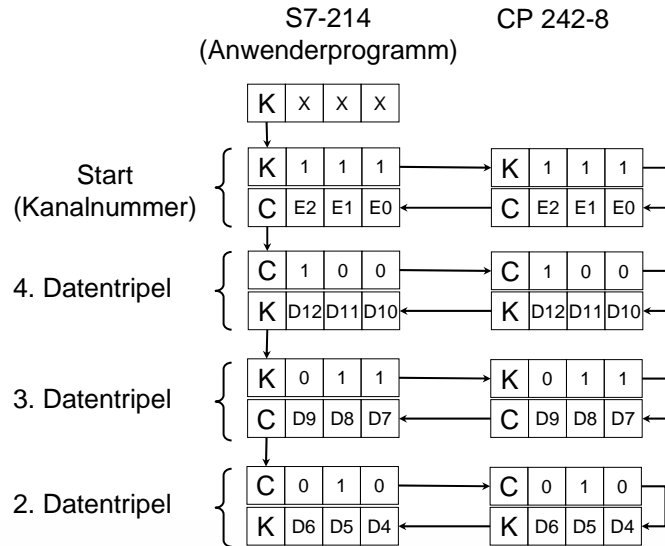 S7-214 CP 242-8
(Anwenderprogramm)
K X X X
Start
(Kanalnummer)
K 1 1 1 K 1 1 1
C E2 E1 E0 C E2 E1 E0
4. Datentripel
C 1 0 0 C 1 0 0
K D12 D11 D10 K D12 D11 D10
3. Datentripel
K 0 1 1 K 0 1 1
C D9 D8 D7 C D9 D8 D7
2. Datentripel
C 0 1 0 C 0 1 0
K D6 D5 D4 K D6 D5 D4